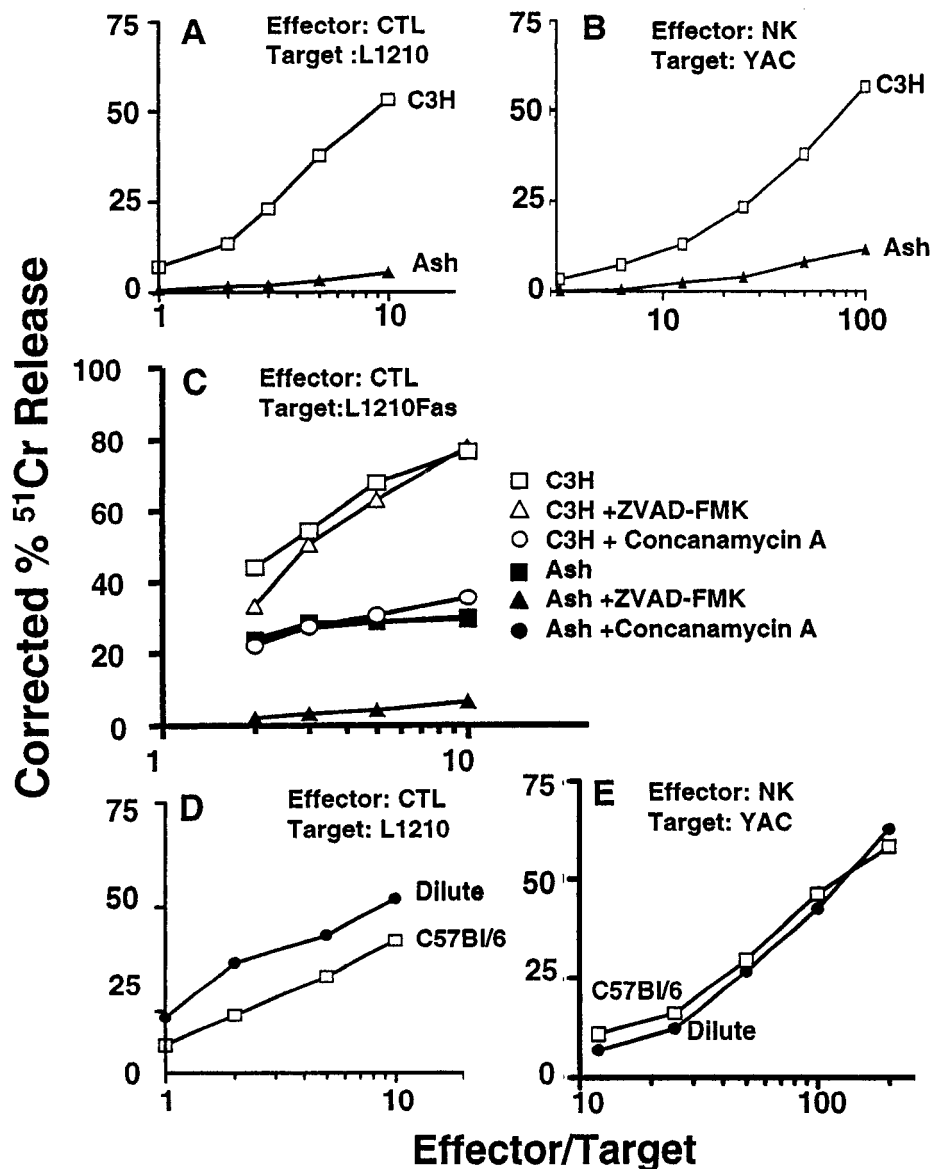 Corrected % ⁵¹Cr Release
A
Effector: CTL
Target :L1210
75
50
25
0
C3H
Ash
1
10
B
Effector: NK
Target: YAC
75
50
25
0
C3H
Ash
10
100
C
Effector: CTL
Target:L1210Fas
100
80
60
40
20
0
1
10
C3H
C3H +ZVAD-FMK
C3H + Concanamycin A
Ash
Ash +ZVAD-FMK
Ash +Concanamycin A
D
Effector: CTL
Target: L1210
75
50
25
0
Dilute
C57Bl/6
1
10
E
Effector: NK
Target: YAC
75
50
25
0
C57Bl/6
Dilute
10
100
Effector/Target